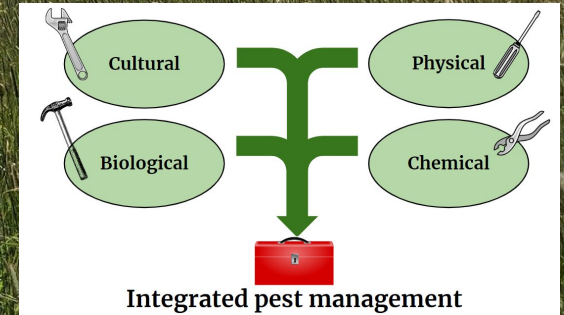 Cultural
Physical
Biological
Chemical
Integrated pest management